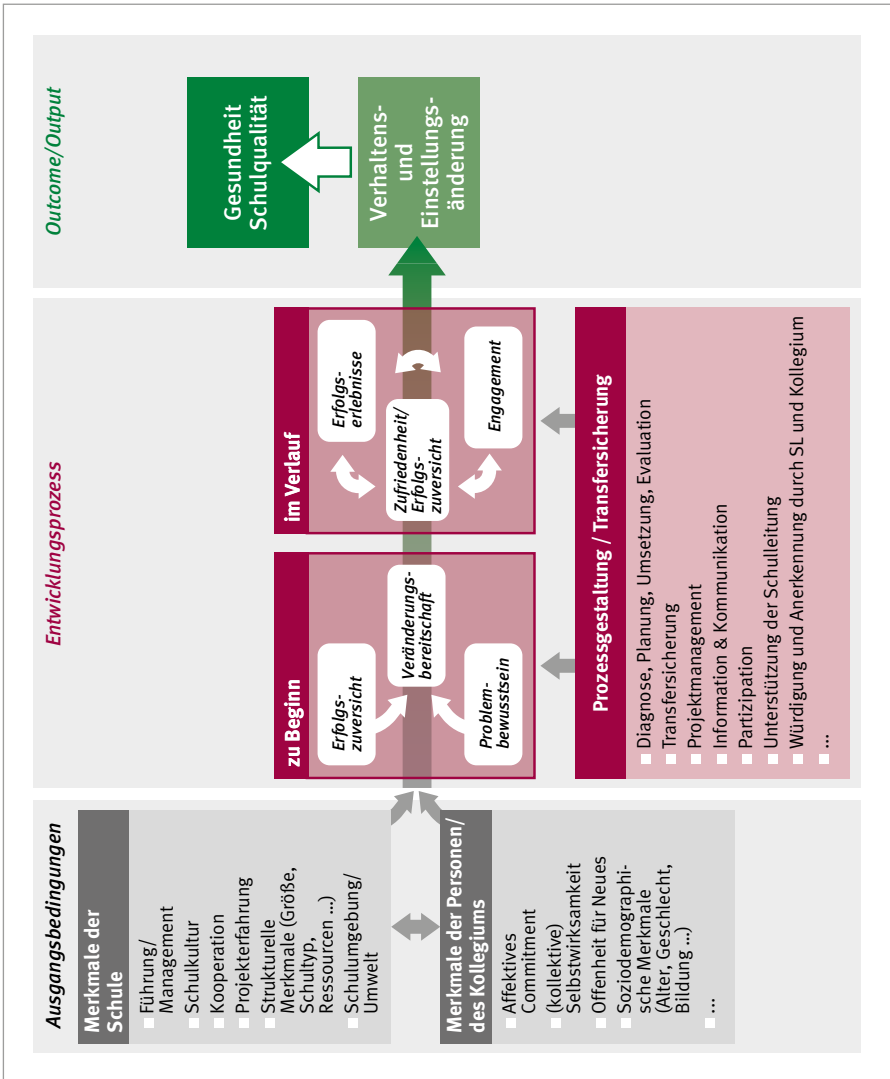 Ausgangsbedingungen
Merkmale der
Schule
Führung/
Management
Schulkultur
Kooperation
Projekterfahrung
Strukturelle
Merkmale (Größe,
Schultyp,
Ressourcen ...)
Schulumgebung/
Umwelt
Merkmale der Personen/
des Kollegiums
Affektives
Commitment
(kollektive)
Selbstwirksamkeit
Offenheit für Neues
Soziodemographi-
sche Merkmale
(Alter, Geschlecht,
Bildung ...)
...
Entwicklungsprozess
zu Beginn
Erfolgs-
zuversicht
Veränderungs-
bereitschaft
Problem-
bewusstsein
im Verlauf
Erfolgs-
erlebnisse
Zufriedenheit/
Erfolgs-
zuversicht
Engagement
Prozessgestaltung / Transfersicherung
Diagnose, Planung, Umsetzung, Evaluation
Transfersicherung
Projektmanagement
Information & Kommunikation
Partizipation
Unterstützung der Schulleitung
Würdigung und Anerkennung durch SL und Kollegium
...
Outcome/Output
Gesundheit
Schulqualität
Verhaltens-
und
Einstellungs-
änderung